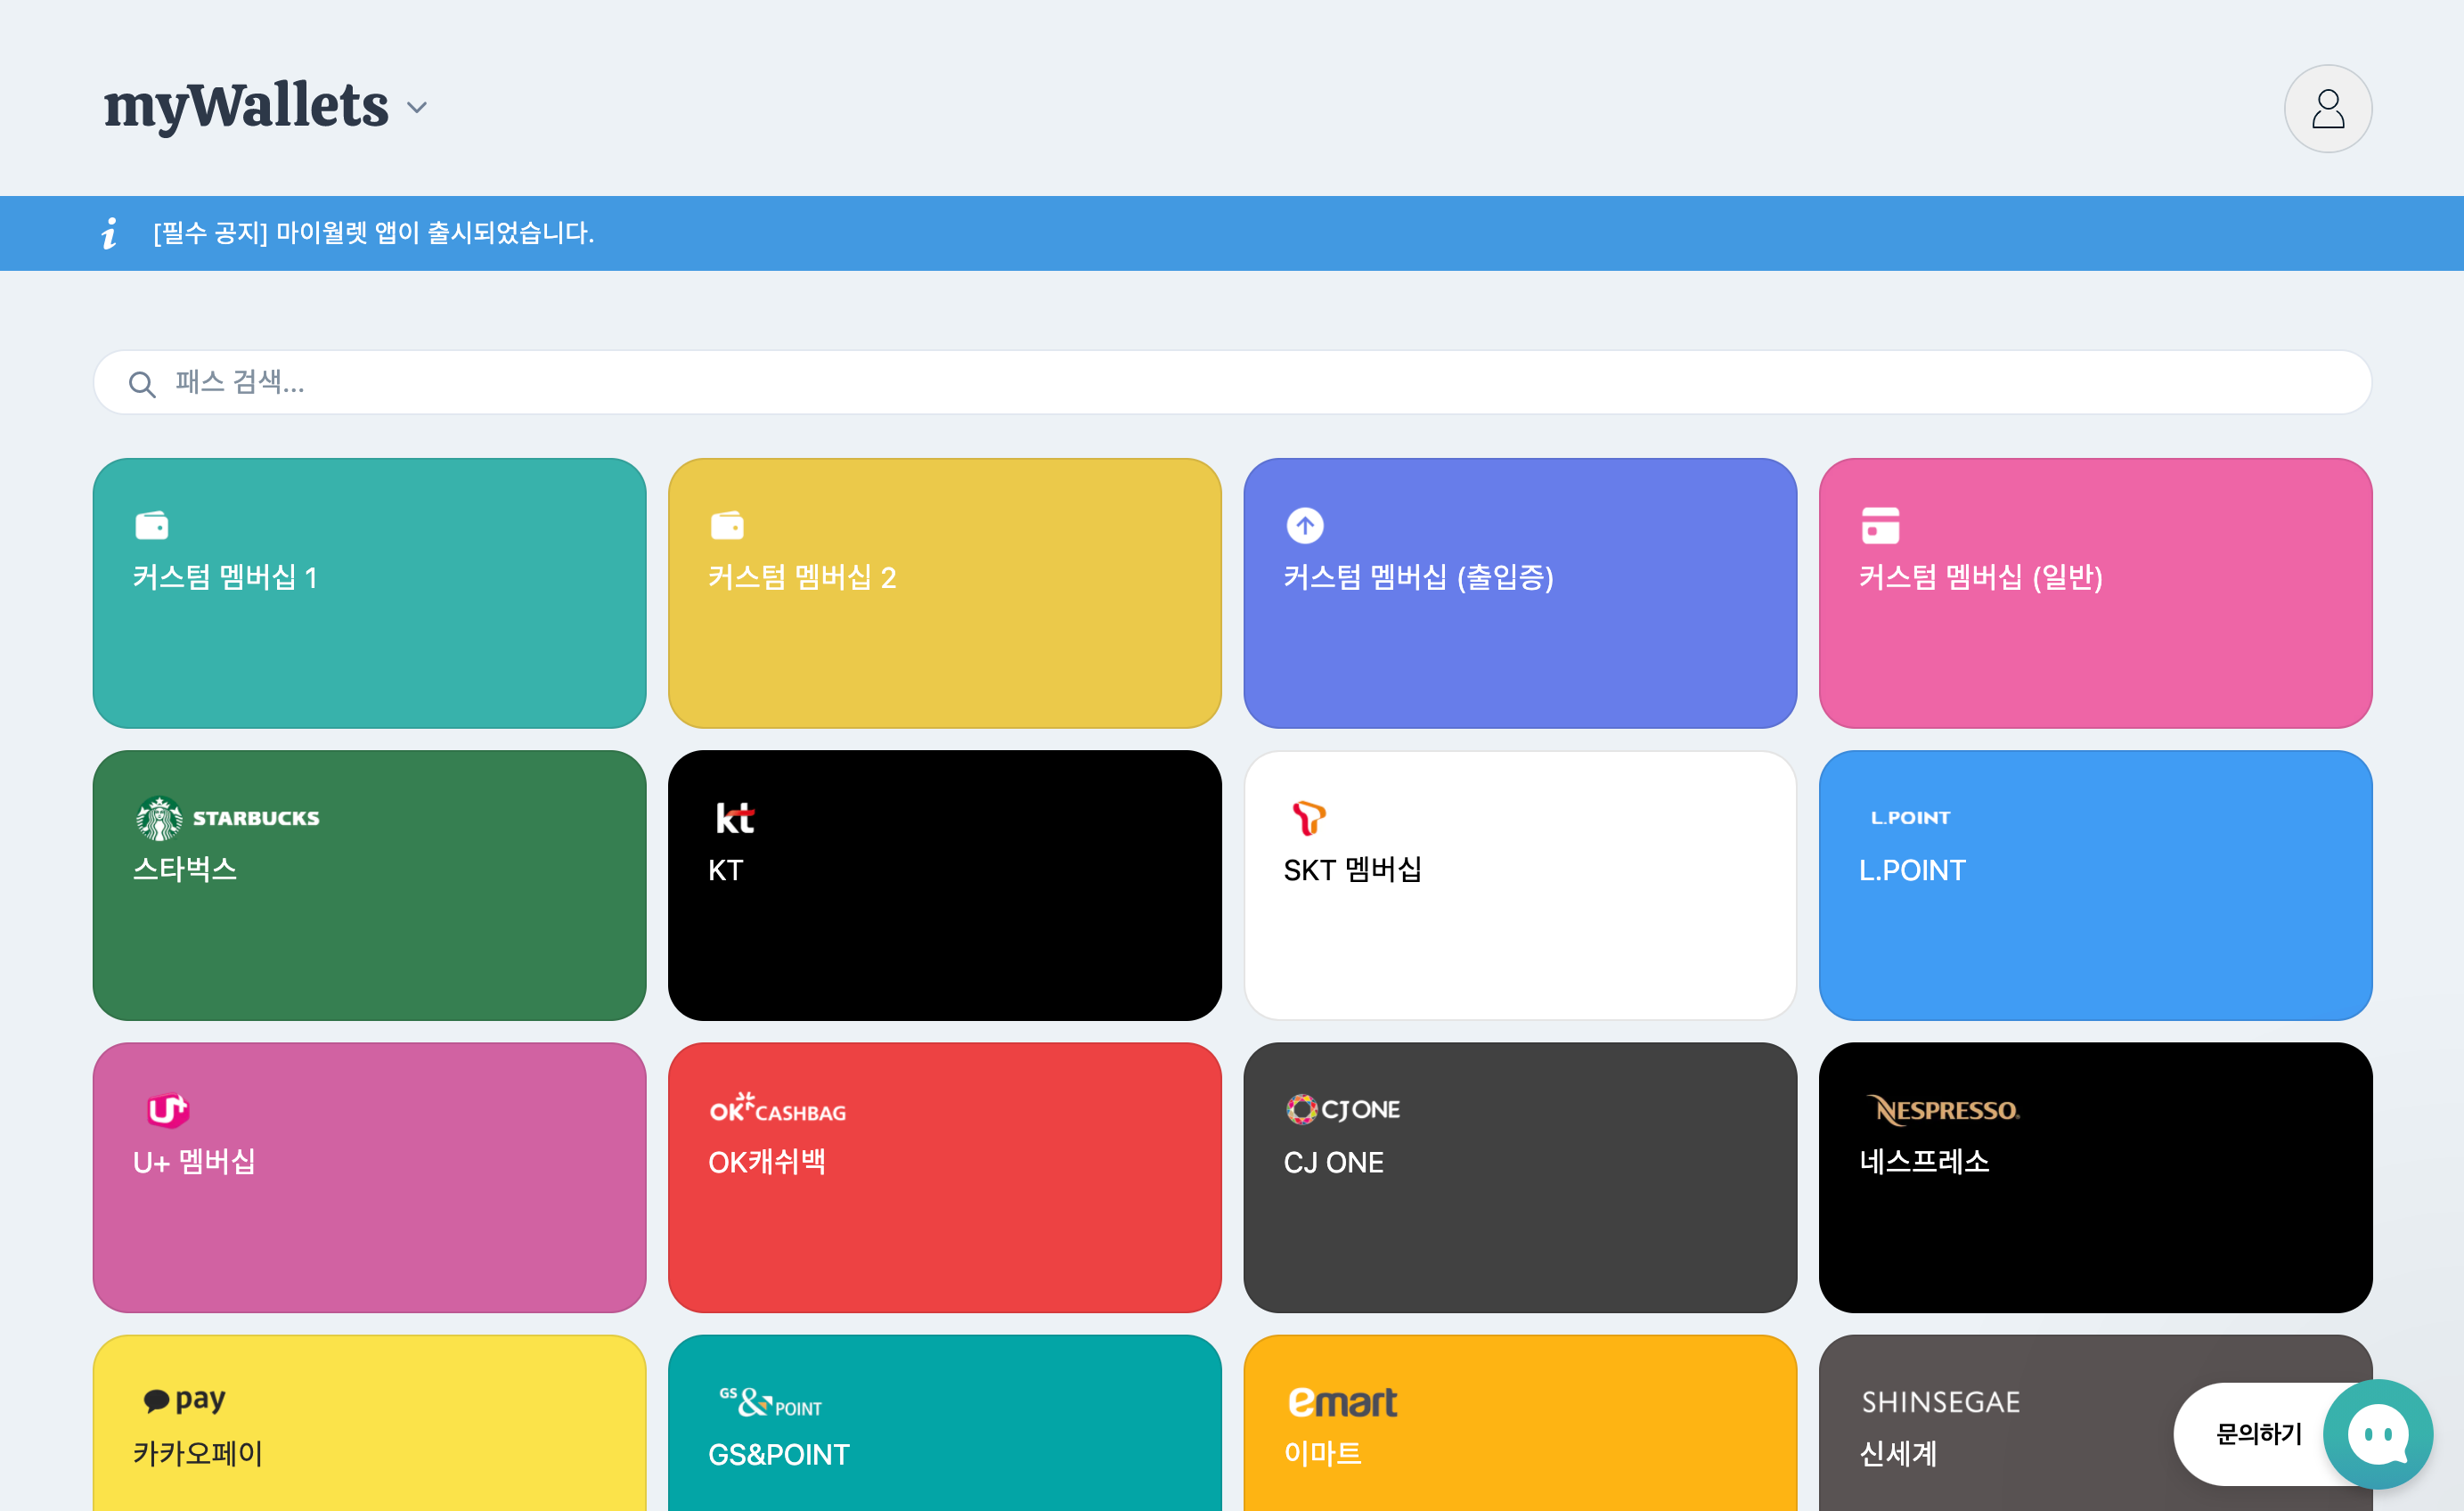 myWallets
[필수 공지] 마이월렛 앱이 출시되었습니다.
패스 검색...
커스텀 멤버십 1
커스텀 멤버십 2
커스텀 멤버십 (출입증)
커스텀 멤버십 (일반)
STARBUCKS
스타벅스
kt
KT
SKT 멤버십
L.POINT
L.POINT
U+
U+ 멤버십
OK CASHBAG
OK캐쉬백
CJ ONE
CJ ONE
NESPRESSO®
네스프레소
pay
카카오페이
GS & POINT
GS&POINT
emart
이마트
SHINSEGAE
신세계
문의하기